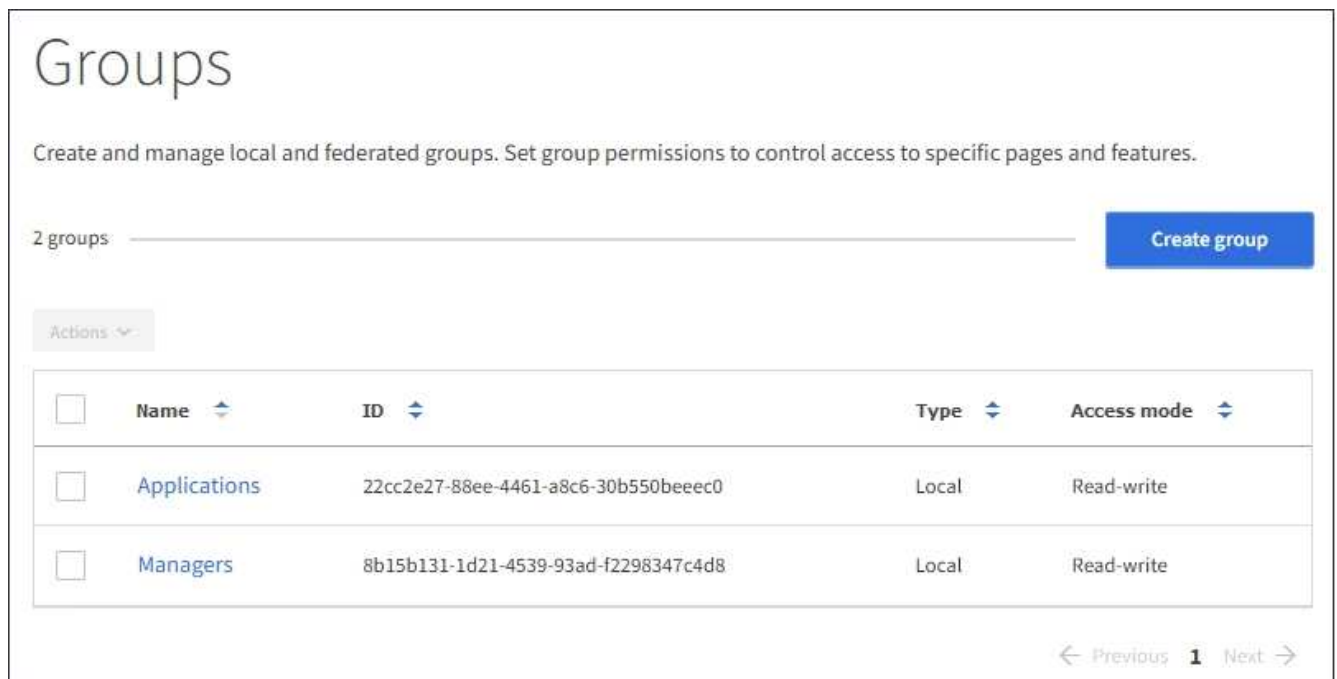 Groups
Create and manage local and federated groups. Set group permissions to control access to specific pages and features.
2 groups
Create group
Actions
Name ID Type Access mode
Applications 22cc2e27-88ee-4461-a8c6-30b550beeec0 Local Read-write
Managers 8b15b131-1d21-4539-93ad-f2298347c4d8 Local Read-write
← Previous 1 Next →